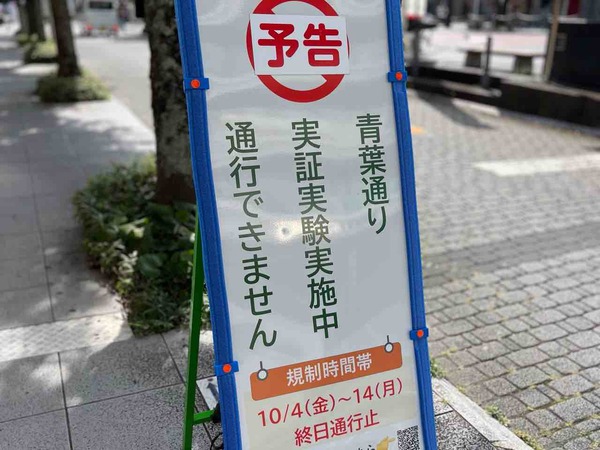 予告
青葉通り
実証実験実施中
通行できません
規制時間帯
10/4(金)～14(月)
終日通行止